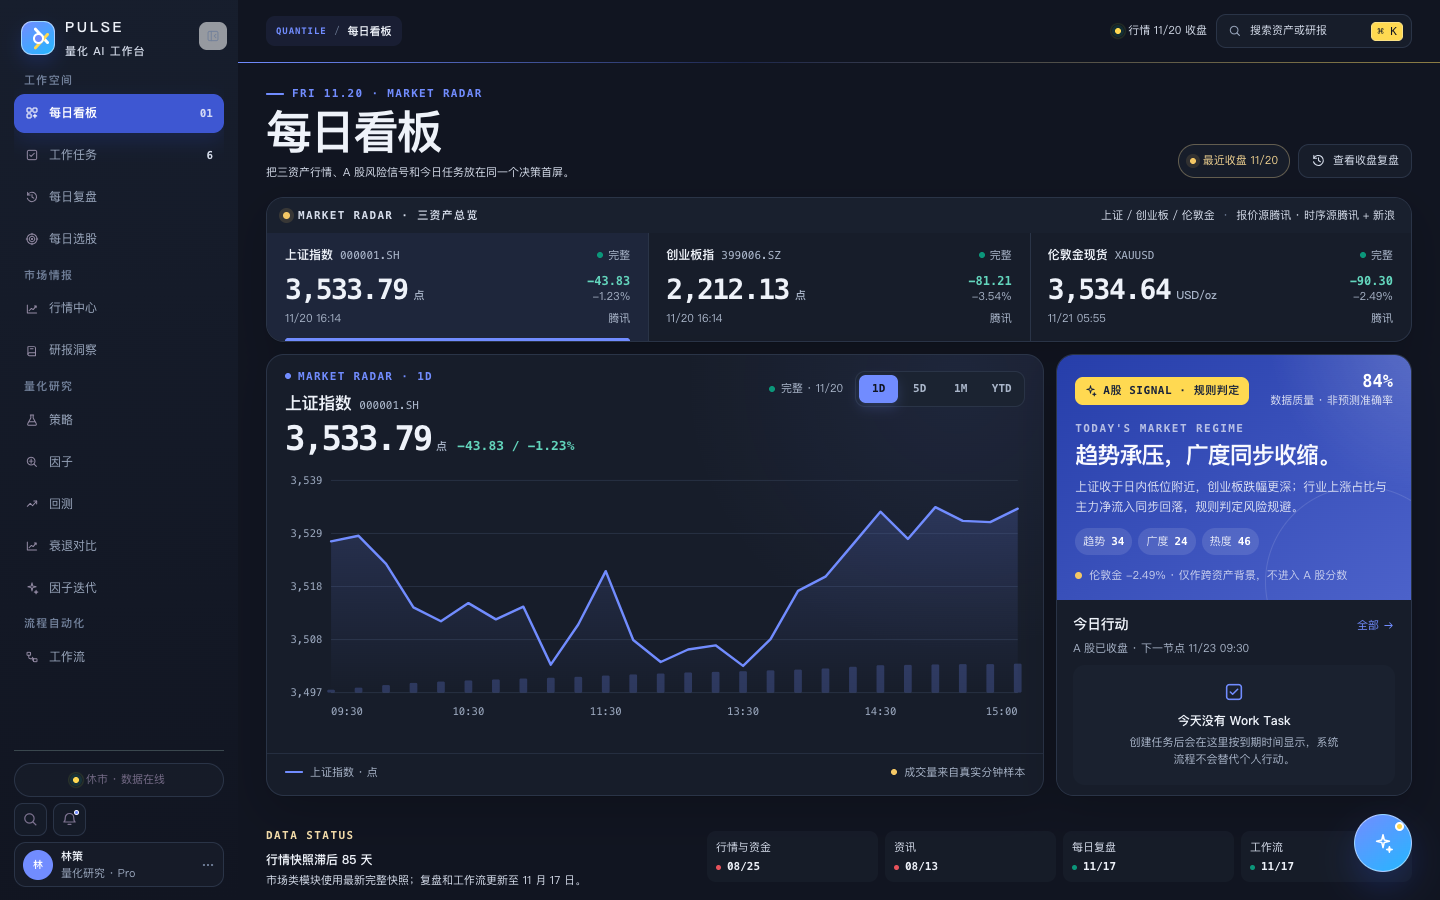 PULSE
量化 AI 工作台
工作空间
每日看板 01
工作任务 6
每日复盘
每日选股
市场情报
行情中心
研报洞察
量化研究
策略
因子
回测
衰退对比
因子迭代
流程自动化
工作流
休市 · 数据在线
林
林策
量化研究 · Pro
QUANTILE / 每日看板
行情 11/20 收盘
搜索资产或研报
⌘ K
FRI 11.20 · MARKET RADAR
每日看板
把三资产行情、A 股风险信号和今日任务放在同一个决策首屏。
最近收盘 11/20
查看收盘复盘
MARKET RADAR · 三资产总览
上证 / 创业板 / 伦敦金 · 报价源腾讯 · 时序源腾讯 + 新浪
上证指数 000001.SH
完整
3,533.79 点
−43.83
−1.23%
11/20 16:14
腾讯
创业板指 399006.SZ
完整
2,212.13 点
−81.21
−3.54%
11/20 16:14
腾讯
伦敦金现货 XAUUSD
完整
3,534.64 USD/oz
−90.30
−2.49%
11/21 05:55
腾讯
MARKET RADAR · 1D
上证指数 000001.SH
3,533.79 点 −43.83 / −1.23%
完整 · 11/20
1D 5D 1M YTD
3,539
3,529
3,518
3,508
3,497
09:30 10:30 11:30 13:30 14:30 15:00
上证指数 · 点
成交量来自真实分钟样本
A股 SIGNAL · 规则判定
84%
数据质量 · 非预测准确率
TODAY'S MARKET REGIME
趋势承压，广度同步收缩。
上证收于日内低位附近，创业板跌幅更深；行业上涨占比与
主力净流入同步回落，规则判定风险规避。
趋势 34
广度 24
热度 46
伦敦金 −2.49% · 仅作跨资产背景，不进入 A 股分数
今日行动
全部 →
A 股已收盘 · 下一节点 11/23 09:30
今天没有 Work Task
创建任务后会在这里按到期时间显示，系统
流程不会替代个人行动。
DATA STATUS
行情快照滞后 85 天
市场类模块使用最新完整快照；复盘和工作流更新至 11 月 17 日。
行情与资金
08/25
资讯
08/13
每日复盘
11/17
工作流
11/17